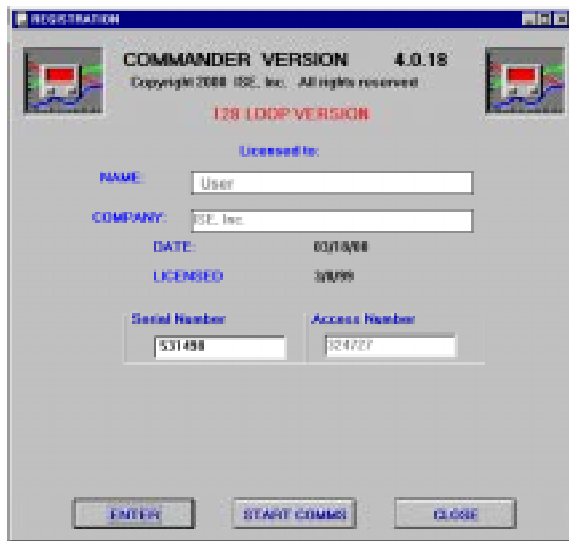 REGISTRATION
COMMANDER VERSION 4.0.18
Copyright 2000 ISE, Inc. All rights reserved
128 LOOP VERSION
Licensed to:
NAME: User
COMPANY: ISE, Inc.
DATE: 03/18/00
LICENSED 3/8/99
Serial Number Access Number
531498 324727
ENTER START COMMS CLOSE